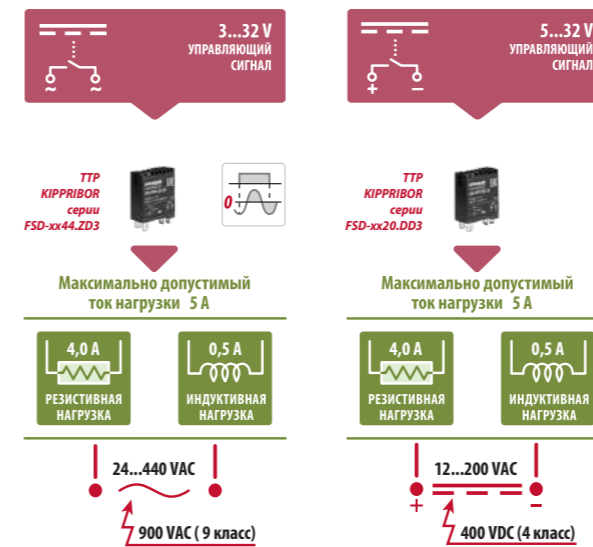 3...32 V
УПРАВЛЯЮЩИЙ
СИГНАЛ
~ ~
ТТР
KIPPRIBOR
серии
FSD-xx44.ZD3
0
Максимально допустимый
ток нагрузки 5 А
4,0 А
РЕЗИСТИВНАЯ
НАГРУЗКА
0,5 А
ИНДУКТИВНАЯ
НАГРУЗКА
24...440 VAC
900 VAC ( 9 класс)
5...32 V
УПРАВЛЯЮЩИЙ
СИГНАЛ
+ −
ТТР
KIPPRIBOR
серии
FSD-xx20.DD3
Максимально допустимый
ток нагрузки 5 А
4,0 А
РЕЗИСТИВНАЯ
НАГРУЗКА
0,5 А
ИНДУКТИВНАЯ
НАГРУЗКА
12...200 VAC
+ −
400 VDC (4 класс)